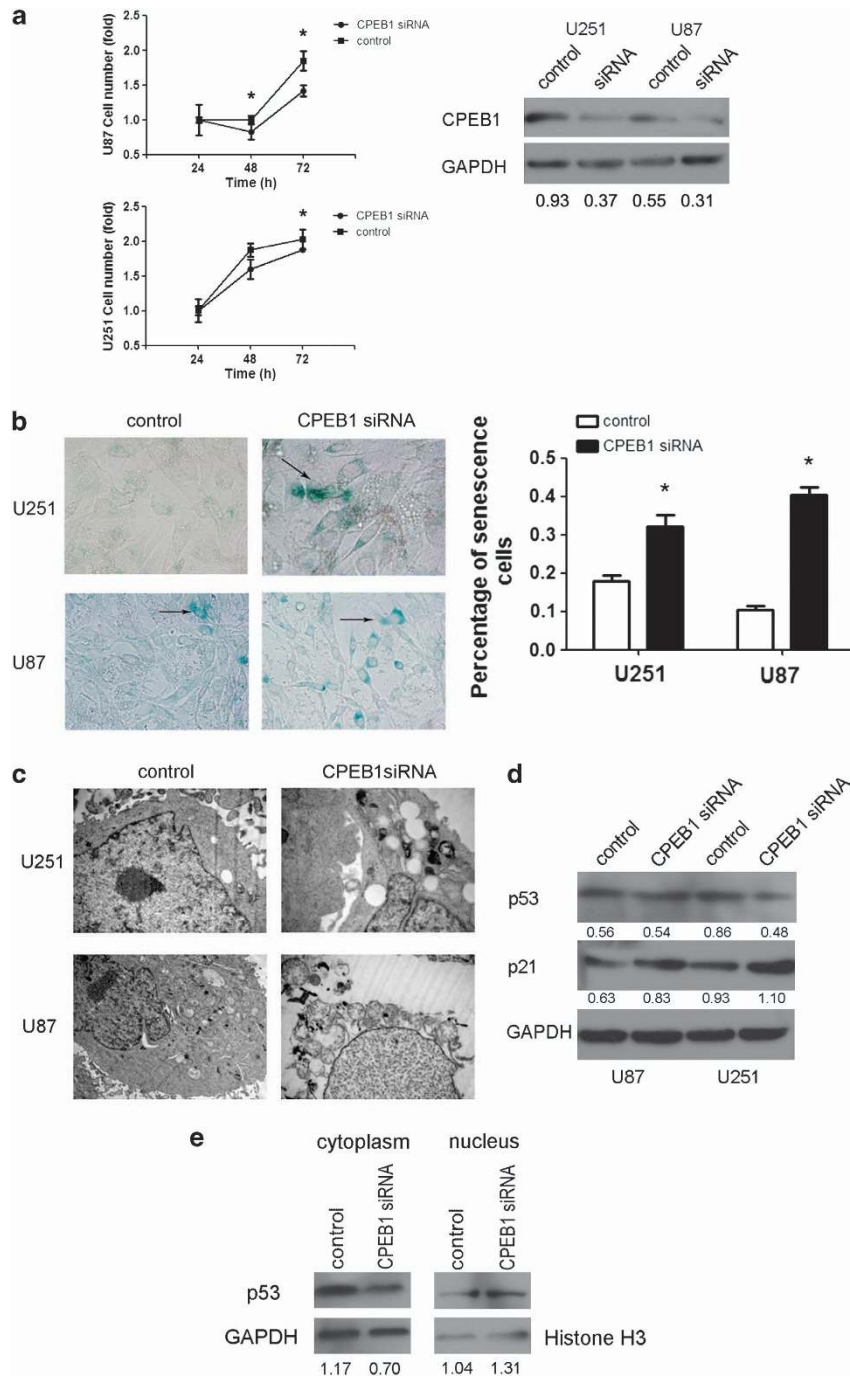 a
U87 Cell number (fold)
2.5
2.0
1.5
1.0
0.5
24 48 72
Time (h)
CPEB1 siRNA
control
*
*
U251 Cell number (fold)
2.5
2.0
1.5
1.0
0.5
24 48 72
Time (h)
CPEB1 siRNA
control
*
U251 U87
control siRNA control siRNA
CPEB1
GAPDH
0.93 0.37 0.55 0.31
b
control CPEB1 siRNA
U251
U87
control
CPEB1 siRNA
Percentage of senescence
cells
0.5
0.4
0.3
0.2
0.1
0.0
*
*
U251 U87
c
control CPEB1siRNA
U251
U87
d
control CPEB1 siRNA control CPEB1 siRNA
p53
0.56 0.54 0.86 0.48
p21
0.63 0.83 0.93 1.10
GAPDH
U87 U251
e
cytoplasm nucleus
control CPEB1 siRNA control CPEB1 siRNA
p53
GAPDH Histone H3
1.17 0.70 1.04 1.31